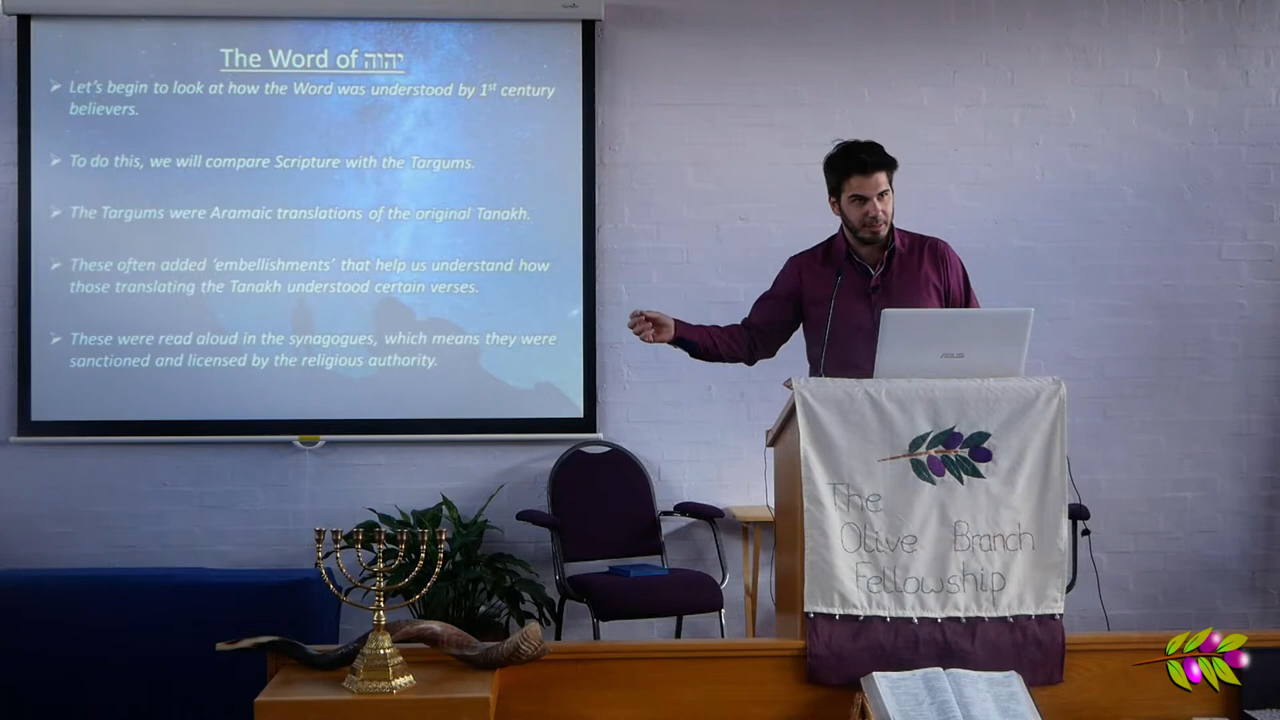 The Word of יהוה
➢ Let's begin to look at how the Word was understood by 1st century
believers.
➢ To do this, we will compare Scripture with the Targums.
➢ The Targums were Aramaic translations of the original Tanakh.
➢ These often added 'embellishments' that help us understand how
those translating the Tanakh understood certain verses.
➢ These were read aloud in the synagogues, which means they were
sanctioned and licensed by the religious authority.
ASUS
The
Olive Branch
Fellowship